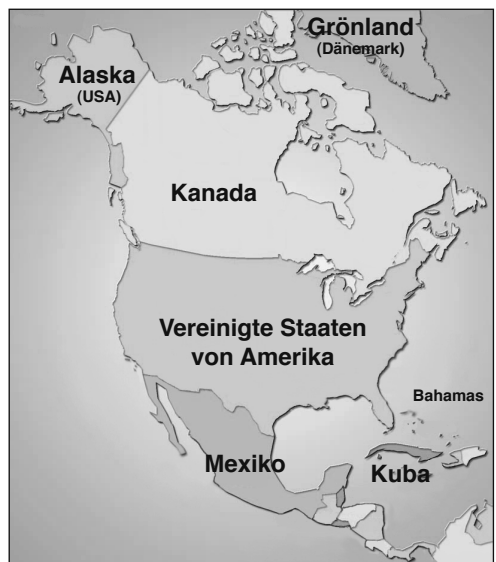 Grönland
(Dänemark)
Alaska
(USA)
Kanada
Vereinigte Staaten
von Amerika
Bahamas
Mexiko
Kuba